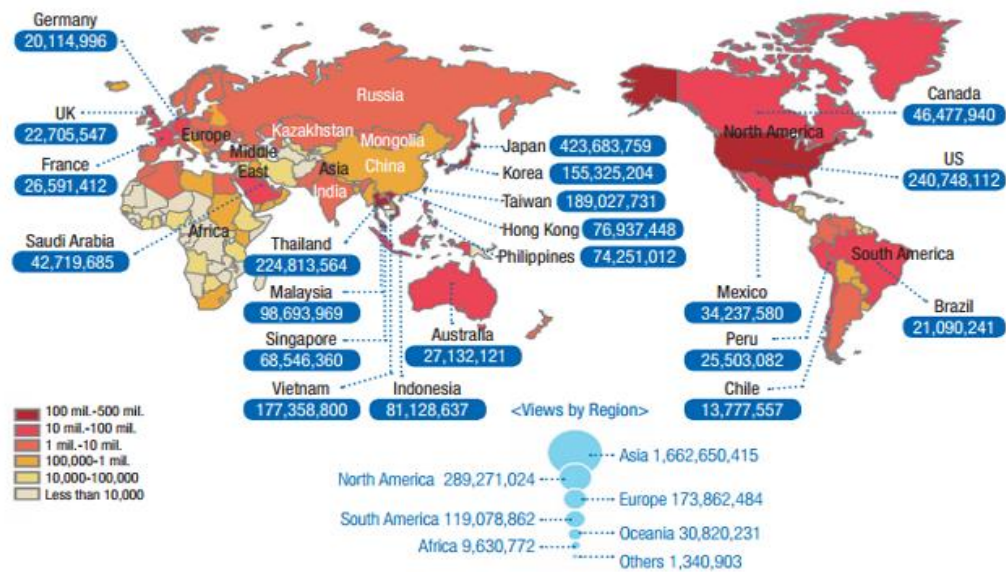 Germany
20,114,996
UK
22,705,547
France
26,591,412
Saudi Arabia
42,719,685
Europe
Middle
East
Africa
Russia
Kazakhstan
Mongolia
Asia
China
India
Japan 423,683,759
Korea 155,325,204
Taiwan 189,027,731
Hong Kong 76,937,448
Philippines 74,251,012
Thailand
224,813,564
Malaysia
98,693,969
Singapore
68,546,360
Vietnam
177,358,800
Indonesia
81,128,637
Australia
27,132,121
North America
Canada
46,477,940
US
240,748,112
South America
Mexico
34,237,580
Peru
25,503,082
Chile
13,777,557
Brazil
21,090,241
100 mil.-500 mil.
10 mil.-100 mil.
1 mil.-10 mil.
100,000-1 mil.
10,000-100,000
Less than 10,000
<Views by Region>
Asia 1,662,650,415
North America 289,271,024
Europe 173,862,484
South America 119,078,862
Oceania 30,820,231
Africa 9,630,772
Others 1,340,903